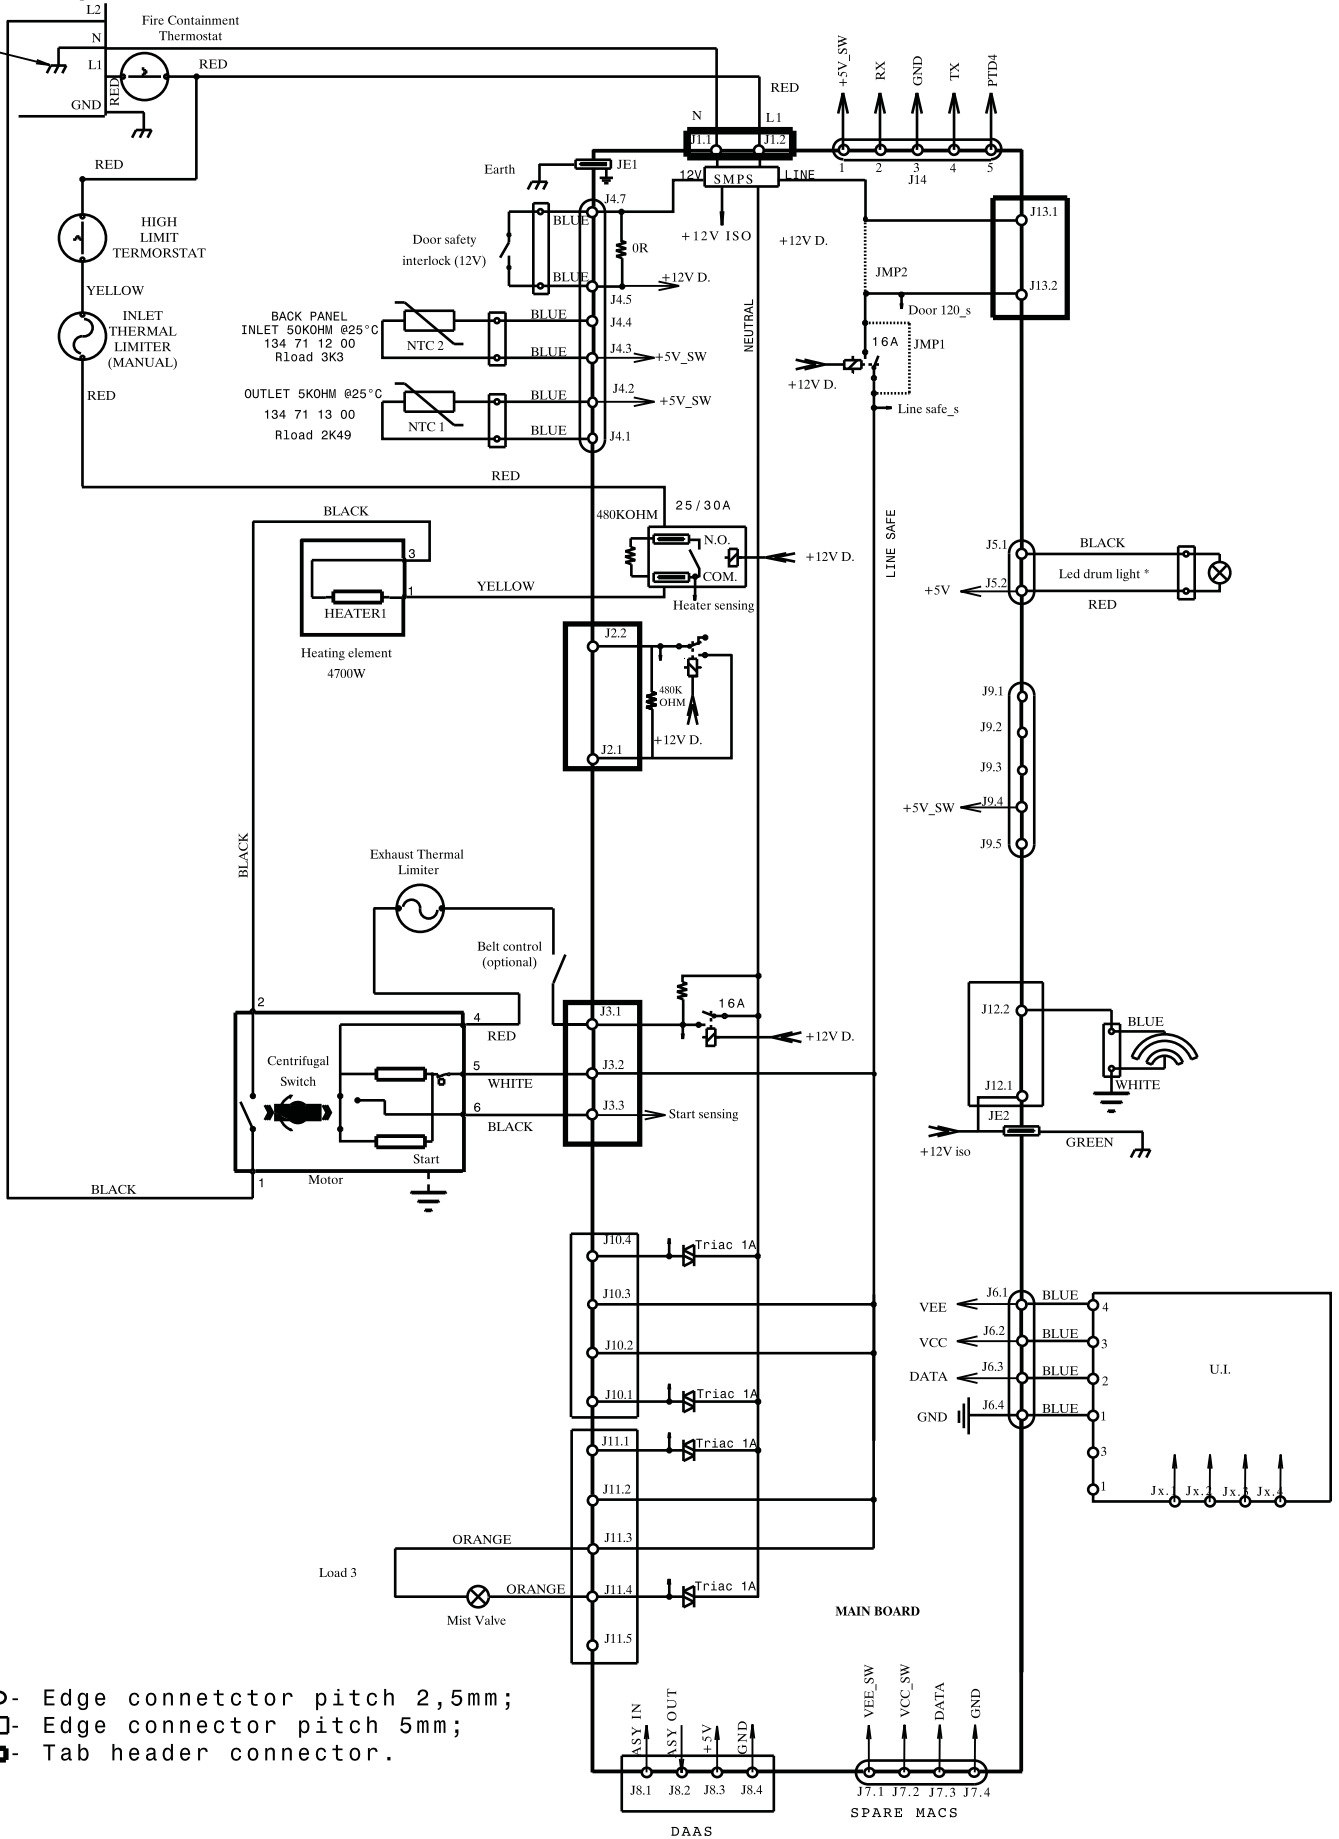 L2
Fire Containment
Thermostat
N
L1
RED
RED
GND
RED
N
L1
J1.1
J1.2
+5V_SW
RX
GND
TX
PTD4
1
2
3
4
5
J14
RED
Earth
JE1
12V
SMPS
LINE
J4.7
BLUE
+12V ISO
+12V D.
J13.1
HIGH
LIMIT
TERMORSTAT
Door safety
interlock (12V)
0R
JMP2
BLUE
+12V D.
J13.2
YELLOW
J4.5
Door 120_s
NEUTRAL
INLET
THERMAL
LIMITER
(MANUAL)
BACK PANEL
INLET 50KOHM @25°C
134 71 12 00
Rload 3K3
NTC 2
BLUE
J4.4
BLUE
J4.3
+5V_SW
16A
JMP1
+12V D.
RED
OUTLET 5KOHM @25°C
134 71 13 00
Rload 2K49
NTC 1
BLUE
J4.2
+5V_SW
BLUE
J4.1
Line safe_s
RED
LINE SAFE
BLACK
480KOHM
25/30A
N.O.
COM.
+12V D.
3
1
HEATER1
YELLOW
Heater sensing
Heating element
4700W
J5.1
BLACK
Led drum light *
+5V
J5.2
RED
J2.2
480K
OHM
+12V D.
J2.1
J9.1
J9.2
J9.3
+5V_SW
J9.4
J9.5
BLACK
Exhaust Thermal
Limiter
Belt control
(optional)
2
4
RED
J3.1
16A
+12V D.
Centrifugal
Switch
5
WHITE
J3.2
6
BLACK
J3.3
Start sensing
Start
Motor
1
BLACK
J12.2
BLUE
J12.1
WHITE
JE2
+12V iso
GREEN
J10.4
Triac 1A
J10.3
J10.2
J10.1
Triac 1A
J11.1
Triac 1A
J11.2
J11.3
ORANGE
Load 3
ORANGE
J11.4
Triac 1A
Mist Valve
J11.5
VEE
J6.1
BLUE
4
VCC
J6.2
BLUE
3
DATA
J6.3
BLUE
2
GND
J6.4
BLUE
1
U.I.
3
1
Jx.1
Jx.2
Jx.3
Jx.4
MAIN BOARD
- Edge connetctor pitch 2,5mm;
- Edge connector pitch 5mm;
- Tab header connector.
ASY IN
ASY OUT
+5V
GND
J8.1
J8.2
J8.3
J8.4
DAAS
VEE_SW
VCC_SW
DATA
GND
J7.1
J7.2
J7.3
J7.4
SPARE MACS